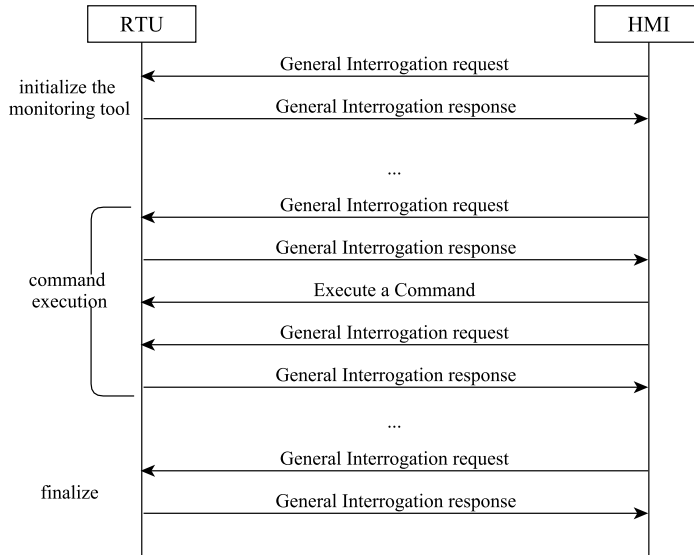 RTU
HMI
General Interrogation request
initialize the
monitoring tool
General Interrogation response
...
General Interrogation request
General Interrogation response
command
execution
Execute a Command
General Interrogation request
General Interrogation response
...
General Interrogation request
finalize
General Interrogation response